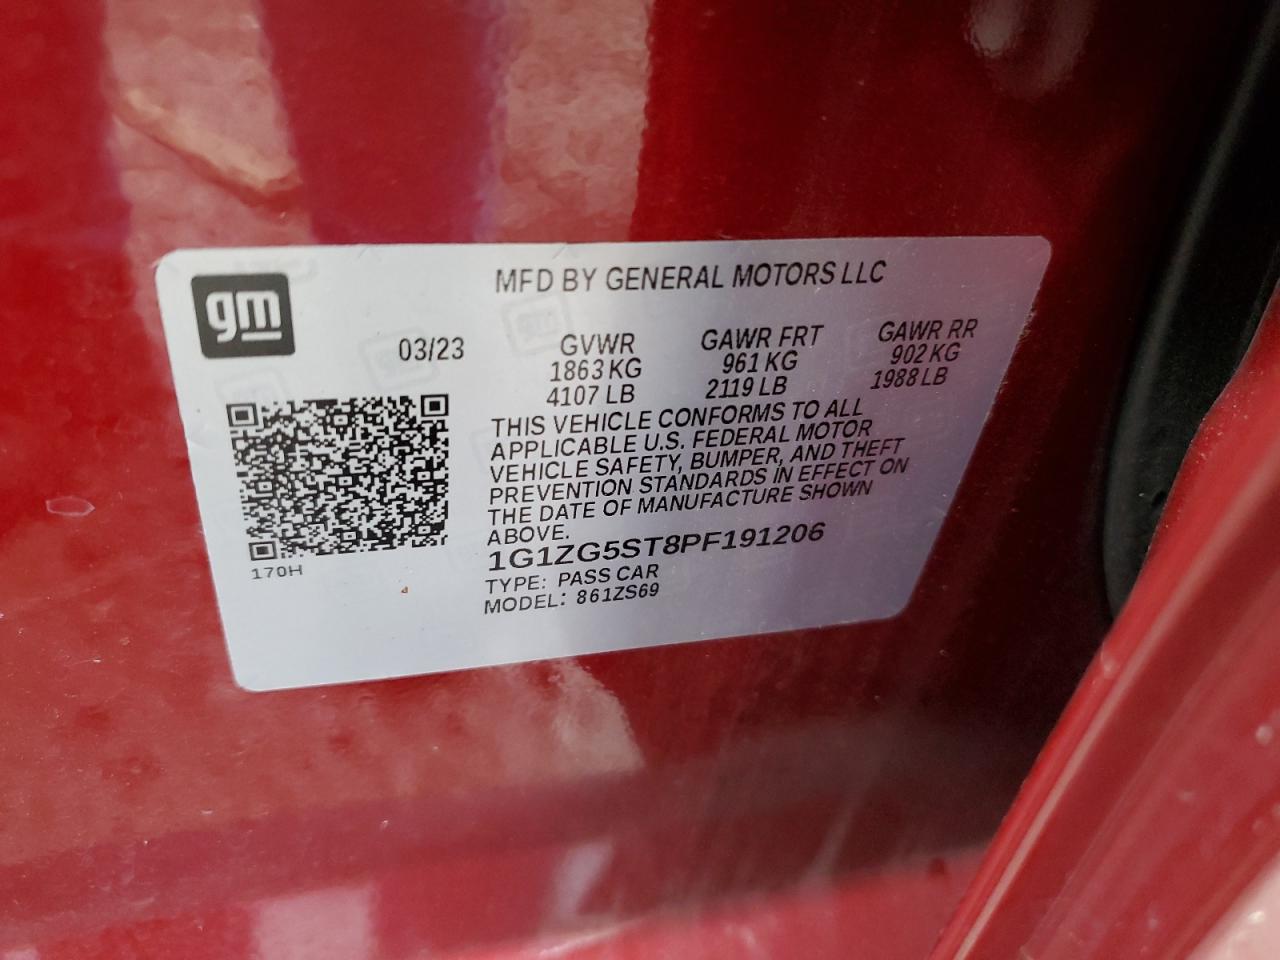 gm
MFD BY GENERAL MOTORS LLC
03/23
GVWR
1863 KG
4107 LB
GAWR FRT
961 KG
2119 LB
GAWR RR
902 KG
1988 LB
THIS VEHICLE CONFORMS TO ALL
APPLICABLE U.S. FEDERAL MOTOR
VEHICLE SAFETY, BUMPER, AND THEFT
PREVENTION STANDARDS IN EFFECT ON
THE DATE OF MANUFACTURE SHOWN
ABOVE.
1G1ZG5ST8PF191206
170H
TYPE: PASS CAR
MODEL: 861ZS69